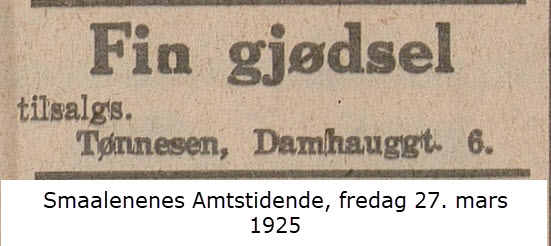 Fin gjødsel
tilsalgs.
Tønnesen, Damhauggt. 6.
Smaalenenes Amtstidende, fredag 27. mars
1925